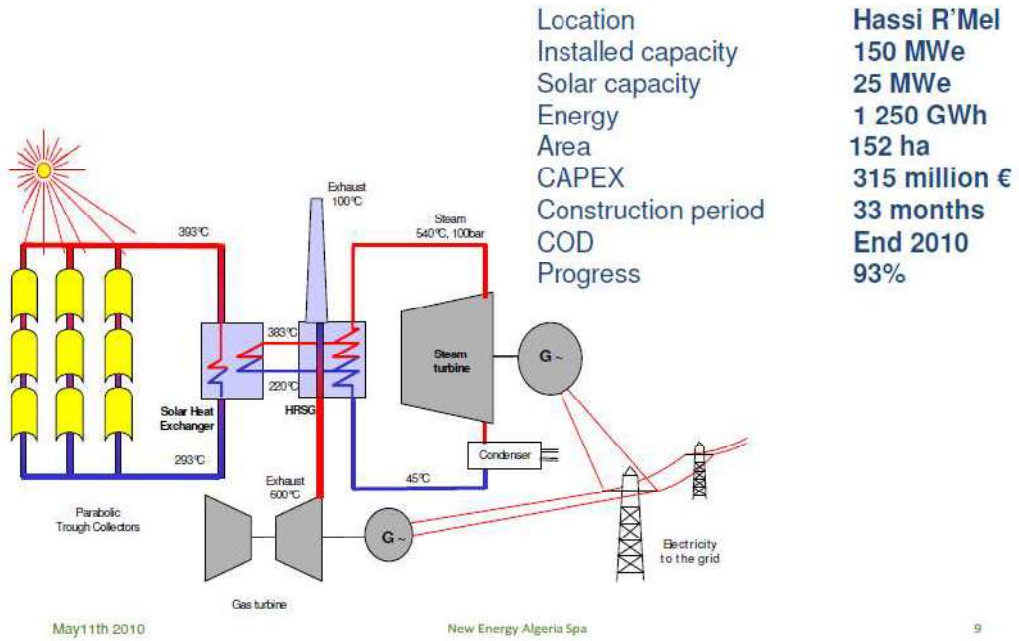 Location Hassi R’Mel
Installed capacity 150 MWe
Solar capacity 25 MWe
Energy 1 250 GWh
Area 152 ha
CAPEX 315 million €
Construction period 33 months
COD End 2010
Progress 93%
Exhaust
100°C
Steam
540°C, 100bar
393°C
383°C
220°C
Solar Heat
Exchanger
HRSG
Steam
turbine
G ~
293°C
Condenser
45°C
Exhaust
600°C
Parabolic
Trough Collectors
G ~
Electricity
to the grid
Gas turbine
May11th 2010
New Energy Algeria Spa
9